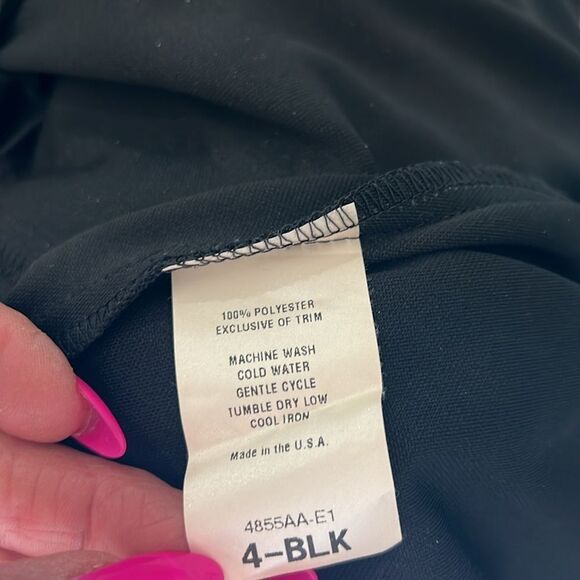 100% POLYESTER
EXCLUSIVE OF TRIM
MACHINE WASH
COLD WATER
GENTLE CYCLE
TUMBLE DRY LOW
COOL IRON
Made in the U.S.A.
4855AA-E1
4-BLK